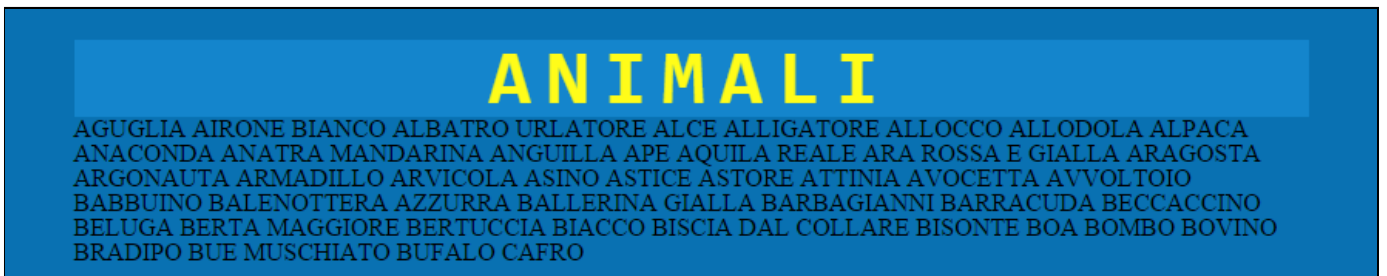 ANIMALI
AGUGLIA AIRONE BIANCO ALBATRO URLATORE ALCE ALLIGATORE ALLOCCO ALLODOLA ALPACA
ANACONDA ANATRA MANDARINA ANGUILLA APE AQUILA REALE ARA ROSSA E GIALLA ARAGOSTA
ARGONAUTA ARMADILLO ARVICOLA ASINO ASTICE ASTORE ATTINIA AVOCETTA AVVOLTOIO
BABBUINO BALENOTTERA AZZURRA BALLERINA GIALLA BARBAGIANNI BARRACUDA BECCACCINO
BELUGA BERTA MAGGIORE BERTUCCIA BIACCO BISCIA DAL COLLARE BISONTE BOA BOMBO BOVINO
BRADIPO BUE MUSCHIATO BUFALO CAFRO